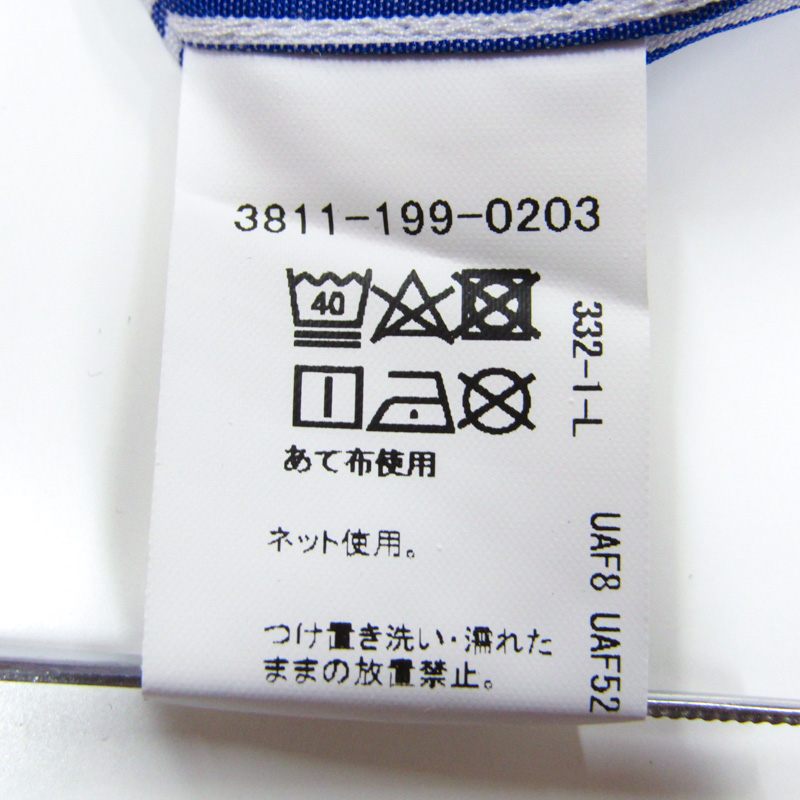 3811-199-0203
40
あて布使用
ネット使用。
つけ置き洗い・濡れた
ままの放置禁止。
332-1-L
UAF8 UAF52